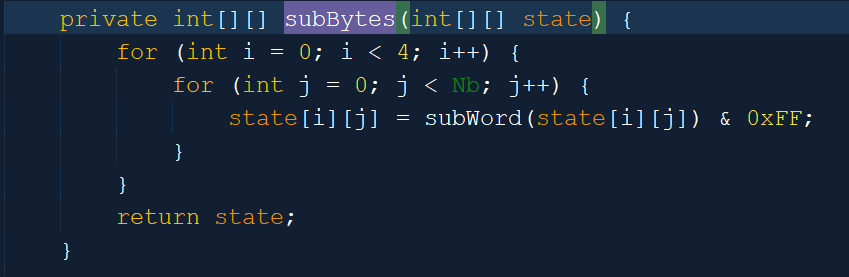 private int[][] subBytes(int[][] state) {
    for (int i = 0; i < 4; i++) {
        for (int j = 0; j < Nb; j++) {
            state[i][j] = subWord(state[i][j]) & 0xFF;
        }
    }
    return state;
}